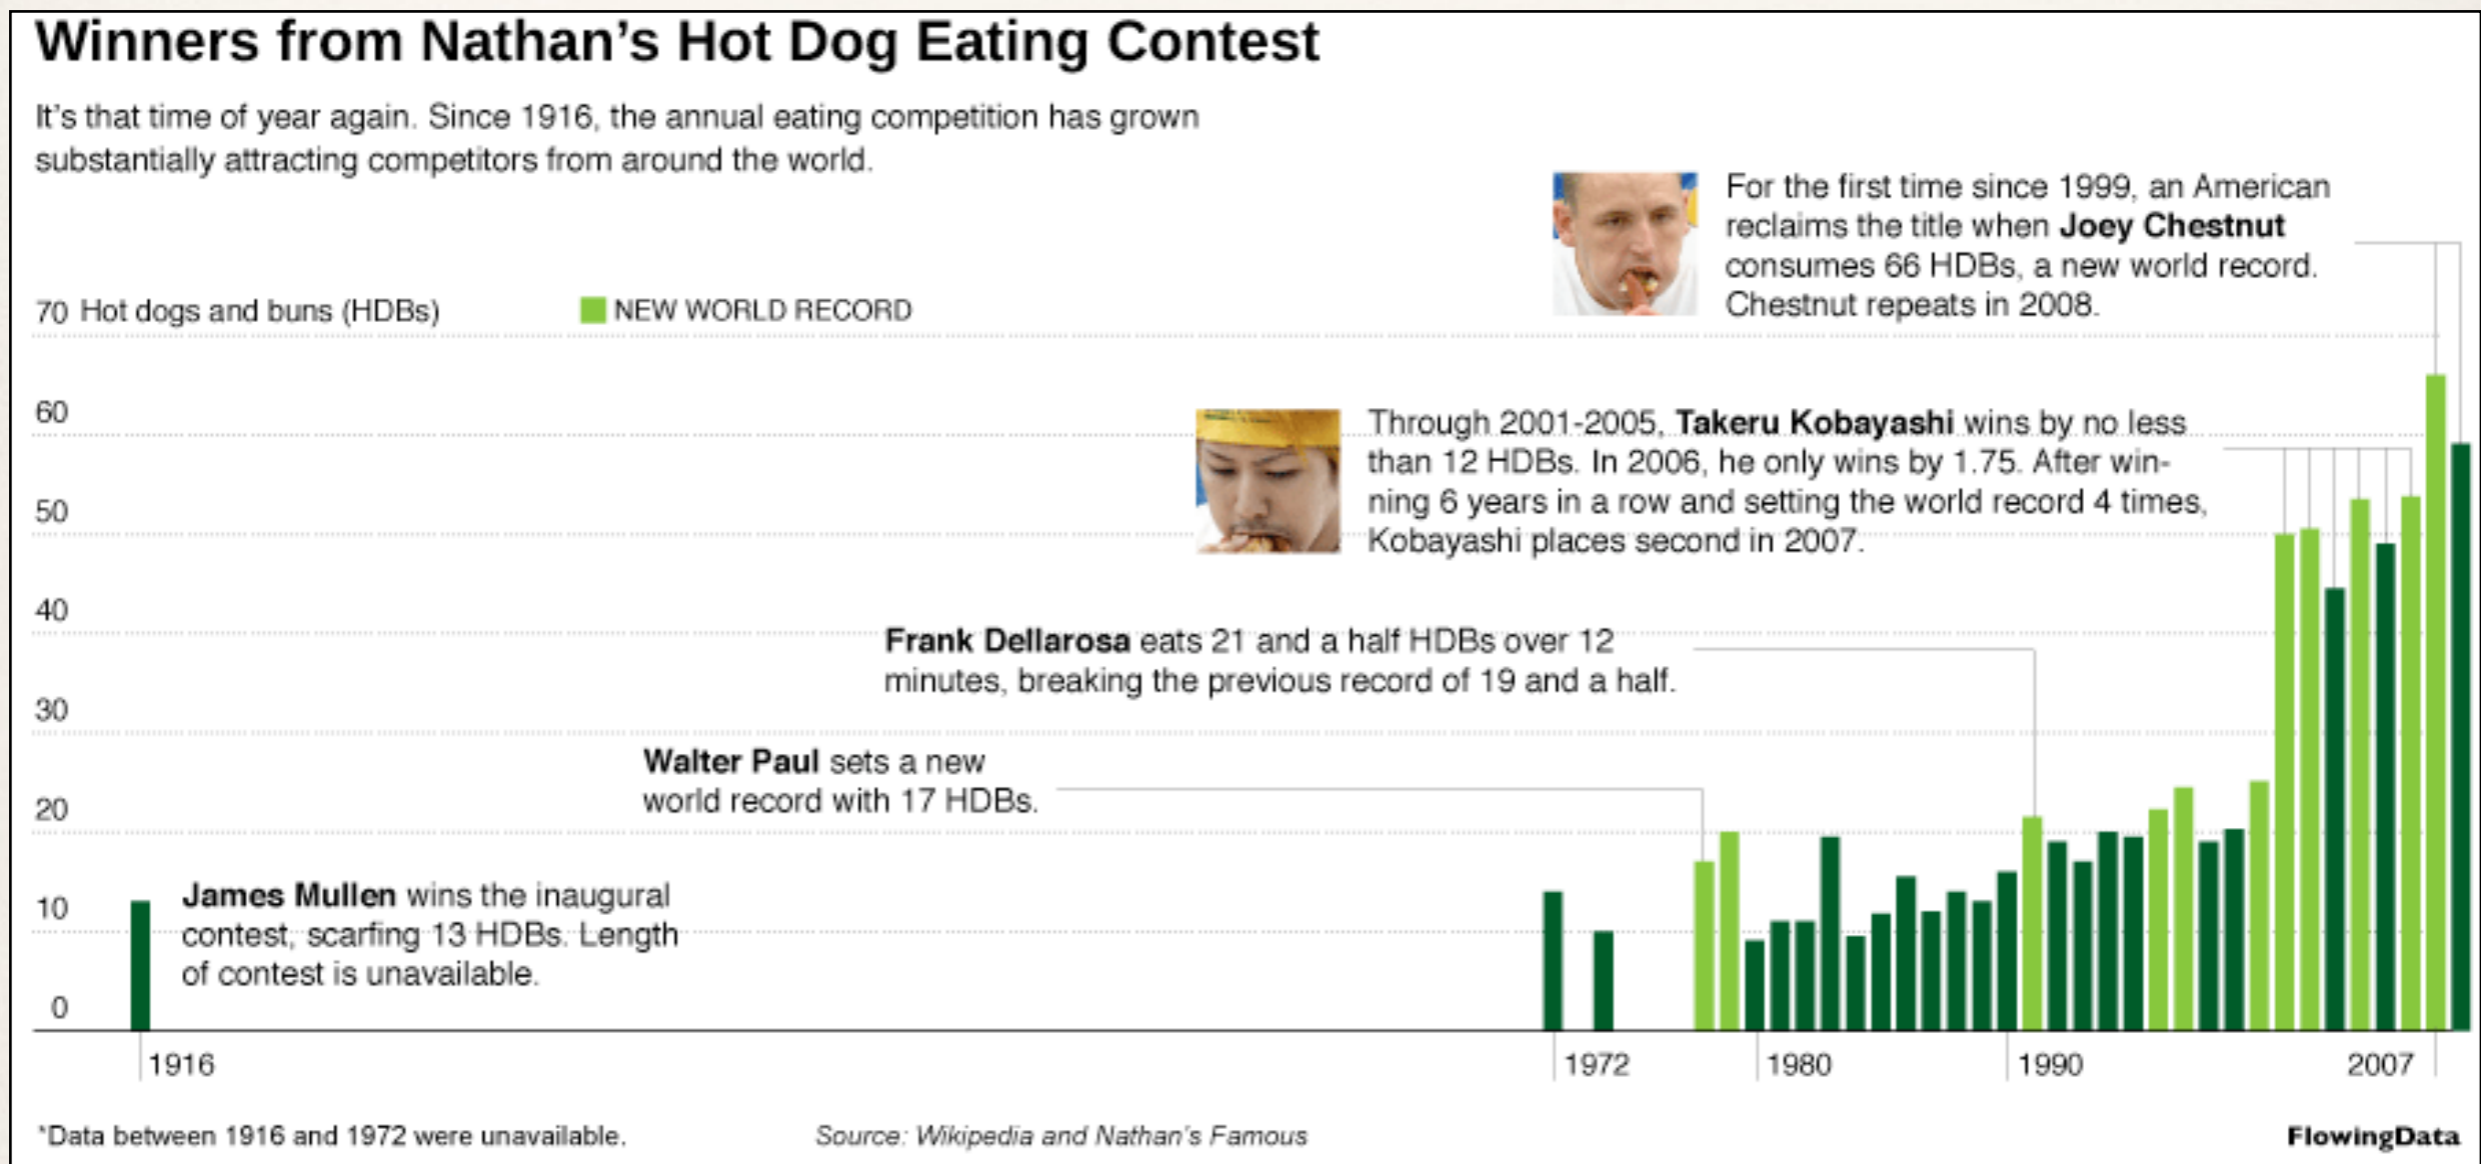 Winners from Nathan's Hot Dog Eating Contest
It's that time of year again. Since 1916, the annual eating competition has grown
substantially attracting competitors from around the world.
For the first time since 1999, an American
reclaims the title when Joey Chestnut
consumes 66 HDBs, a new world record.
Chestnut repeats in 2008.
70 Hot dogs and buns (HDBs)
NEW WORLD RECORD
60
Through 2001-2005, Takeru Kobayashi wins by no less
than 12 HDBs. In 2006, he only wins by 1.75. After win-
ning 6 years in a row and setting the world record 4 times,
Kobayashi places second in 2007.
50
40
Frank Dellarosa eats 21 and a half HDBs over 12
minutes, breaking the previous record of 19 and a half.
30
Walter Paul sets a new
world record with 17 HDBs.
20
James Mullen wins the inaugural
contest, scarfing 13 HDBs. Length
of contest is unavailable.
10
0
1916
1972
1980
1990
2007
*Data between 1916 and 1972 were unavailable.
Source: Wikipedia and Nathan's Famous
FlowingData